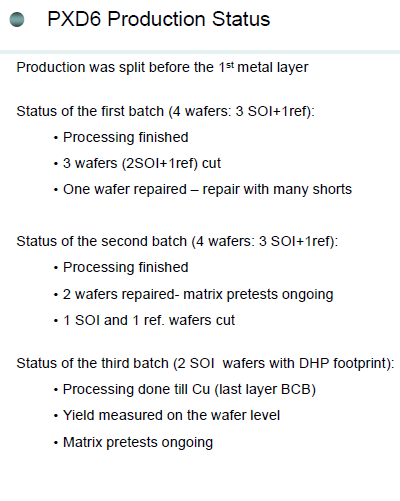 PXD6 Production Status
Production was split before the 1st metal layer
Status of the first batch (4 wafers: 3 SOI+1ref):
• Processing finished
• 3 wafers (2SOI+1ref) cut
• One wafer repaired – repair with many shorts
Status of the second batch (4 wafers: 3 SOI+1ref):
• Processing finished
• 2 wafers repaired- matrix pretests ongoing
• 1 SOI and 1 ref. wafers cut
Status of the third batch (2 SOI wafers with DHP footprint):
• Processing done till Cu (last layer BCB)
• Yield measured on the wafer level
• Matrix pretests ongoing